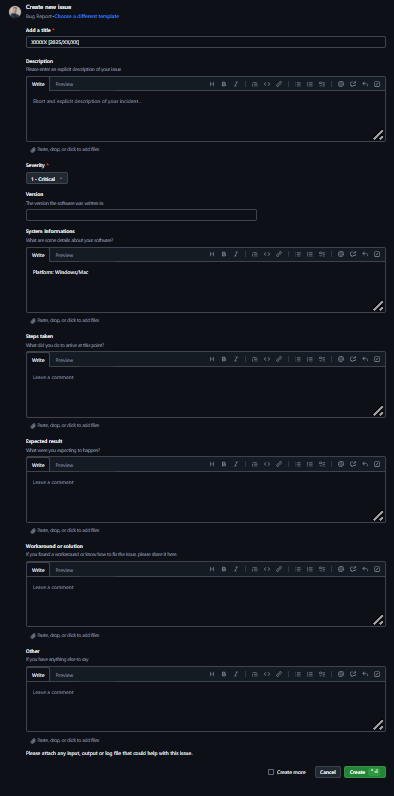 Create new issue
Bug Report•Choose a different template
Add a title *
XXXXX [2025/XX/XX]
Description
Please enter an explicit description of your issue
Write Preview H B I
Short and explicit description of your incident..
Paste, drop, or click to add files
Severity *
1 - Critical
Version
The version the software was written in
System informations
What are some details about your software?
Write Preview H B I
Platform: Windows/Mac
Paste, drop, or click to add files
Steps taken
What did you do to arrive at this point?
Write Preview H B I
Leave a comment
Paste, drop, or click to add files
Expected result
What were you expecting to happen?
Write Preview H B I
Leave a comment
Paste, drop, or click to add files
Workaround or solution
If you found a workaround or know how to fix the issue, please share it here.
Write Preview H B I
Leave a comment
Paste, drop, or click to add files
Other
If you have anything else to say
Write Preview H B I
Leave a comment
Paste, drop, or click to add files
Please attach any input, output or log file that could help with this issue.
Create more Cancel Create